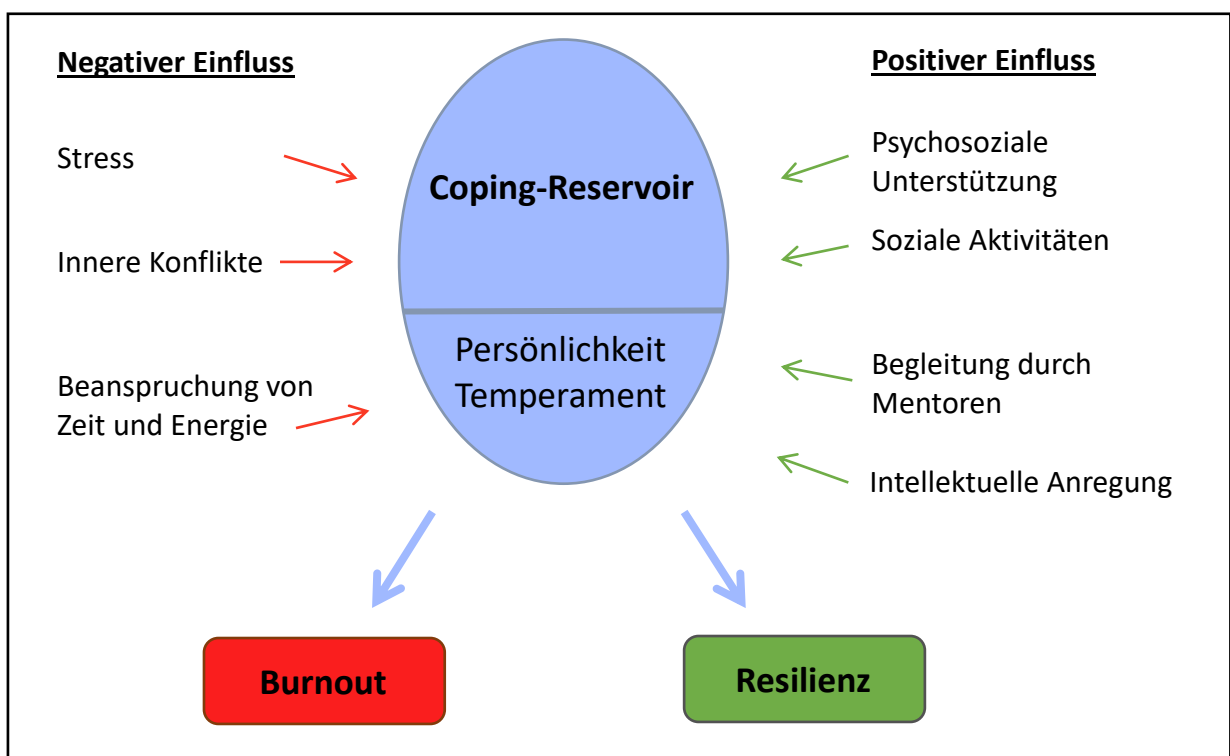 Negativer Einfluss
Stress
Innere Konflikte
Beanspruchung von
Zeit und Energie
Coping-Reservoir
Persönlichkeit
Temperament
Positiver Einfluss
Psychosoziale
Unterstützung
Soziale Aktivitäten
Begleitung durch
Mentoren
Intellektuelle Anregung
Burnout
Resilienz